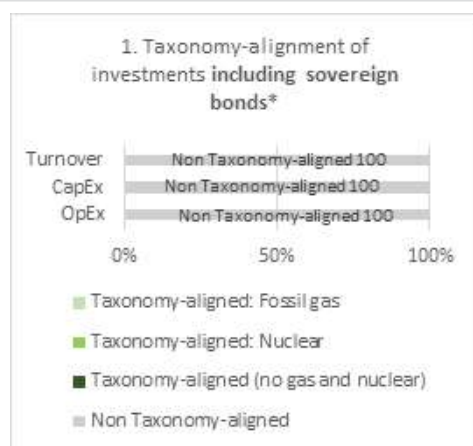 1. Taxonomy-alignment of
investments including sovereign
bonds*
Turnover
Non Taxonomy-aligned 100
CapEx
Non Taxonomy-aligned 100
OpEx
Non Taxonomy-aligned 100
0% 50% 100%
Taxonomy-aligned: Fossil gas
Taxonomy-aligned: Nuclear
Taxonomy-aligned (no gas and nuclear)
Non Taxonomy-aligned